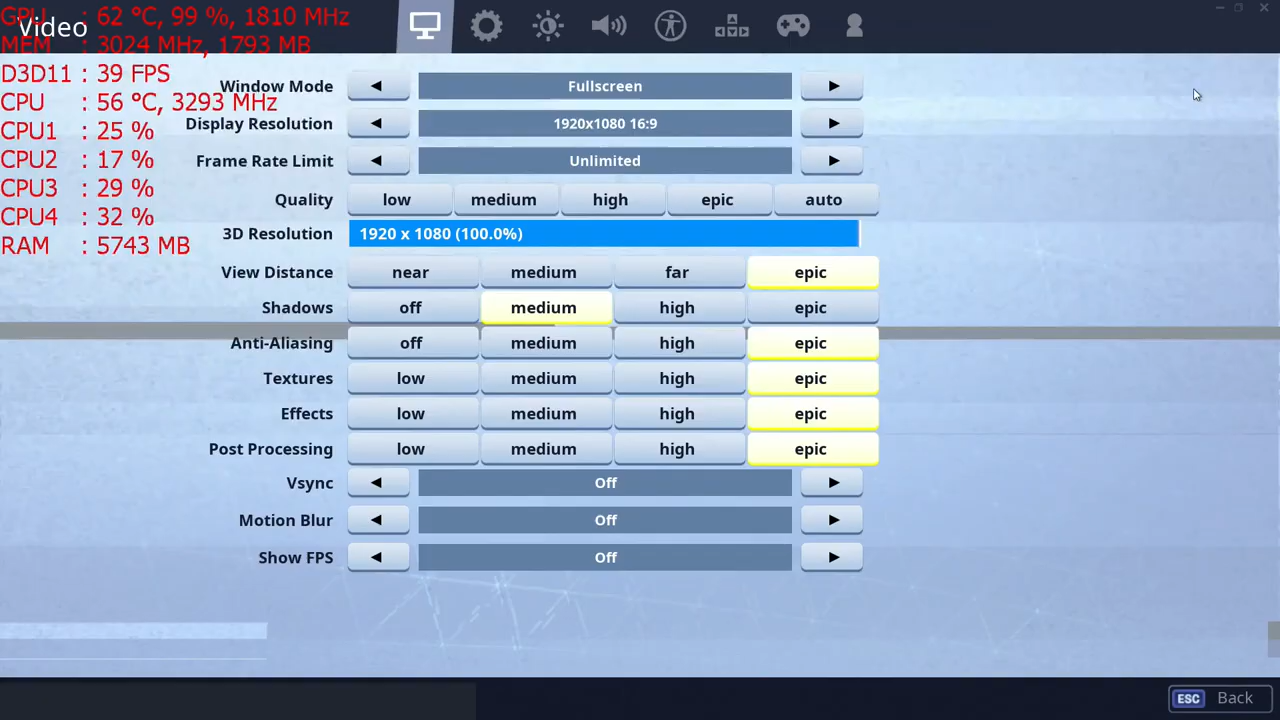 GPU : 62 °C, 99 %, 1810 MHz
Video
MEM : 3024 MHz, 1793 MB
D3D11 : 39 FPS
CPU : 56 °C, 3293 MHz
CPU1 : 25 %
CPU2 : 17 %
CPU3 : 29 %
CPU4 : 32 %
RAM : 5743 MB
Window Mode ◀ Fullscreen ▶
Display Resolution ◀ 1920x1080 16:9 ▶
Frame Rate Limit ◀ Unlimited ▶
Quality low medium high epic auto
3D Resolution 1920 x 1080 (100.0%)
View Distance near medium far epic
Shadows off medium high epic
Anti-Aliasing off medium high epic
Textures low medium high epic
Effects low medium high epic
Post Processing low medium high epic
Vsync ◀ Off ▶
Motion Blur ◀ Off ▶
Show FPS ◀ Off ▶
ESC Back